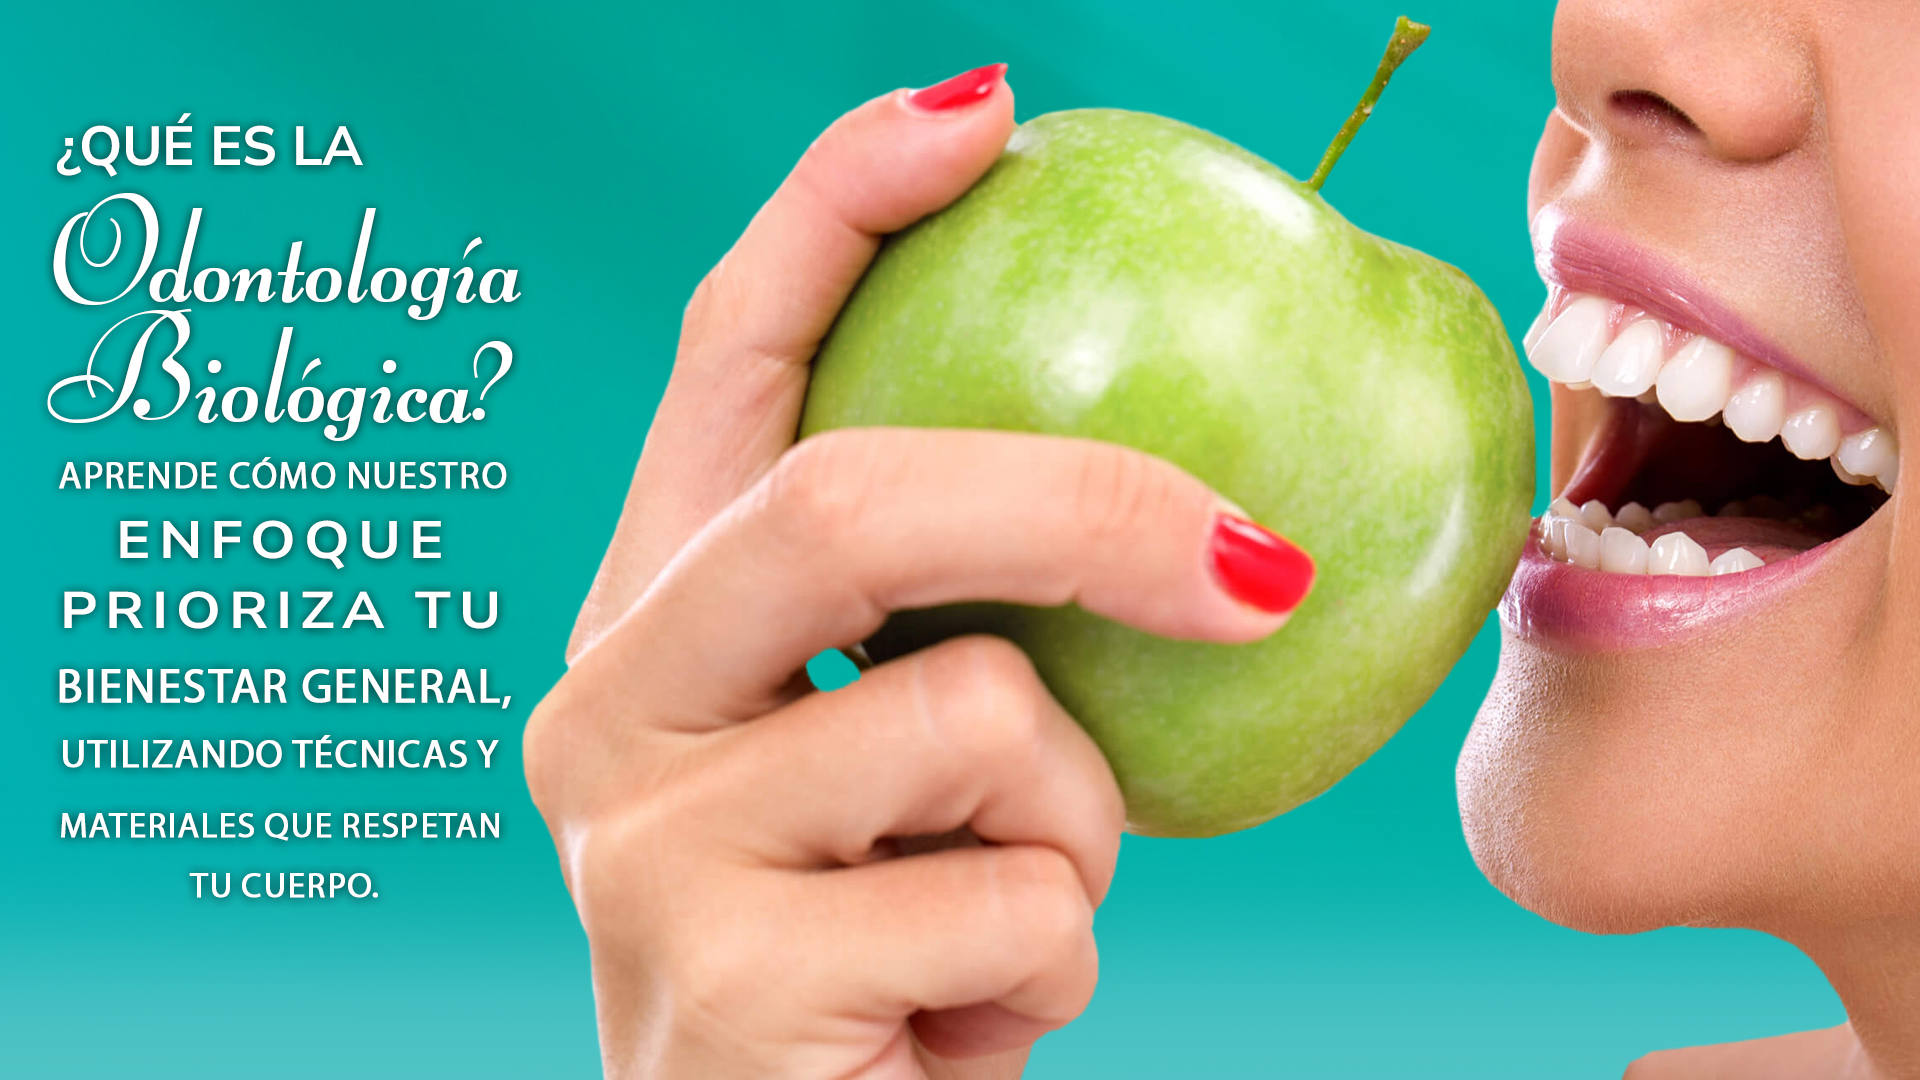 ¿QUÉ ES LA
Odontología
Biológica?
APRENDE CÓMO NUESTRO
ENFOQUE
PRIORIZA TU
BIENESTAR GENERAL,
UTILIZANDO TÉCNICAS Y
MATERIALES QUE RESPETAN
TU CUERPO.